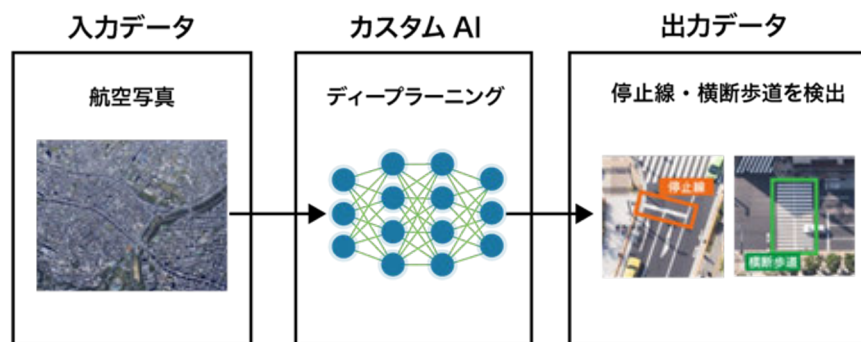 入力データ
カスタム AI
出力データ
航空写真
ディープラーニング
停止線・横断歩道を検出
停止線
横断歩道